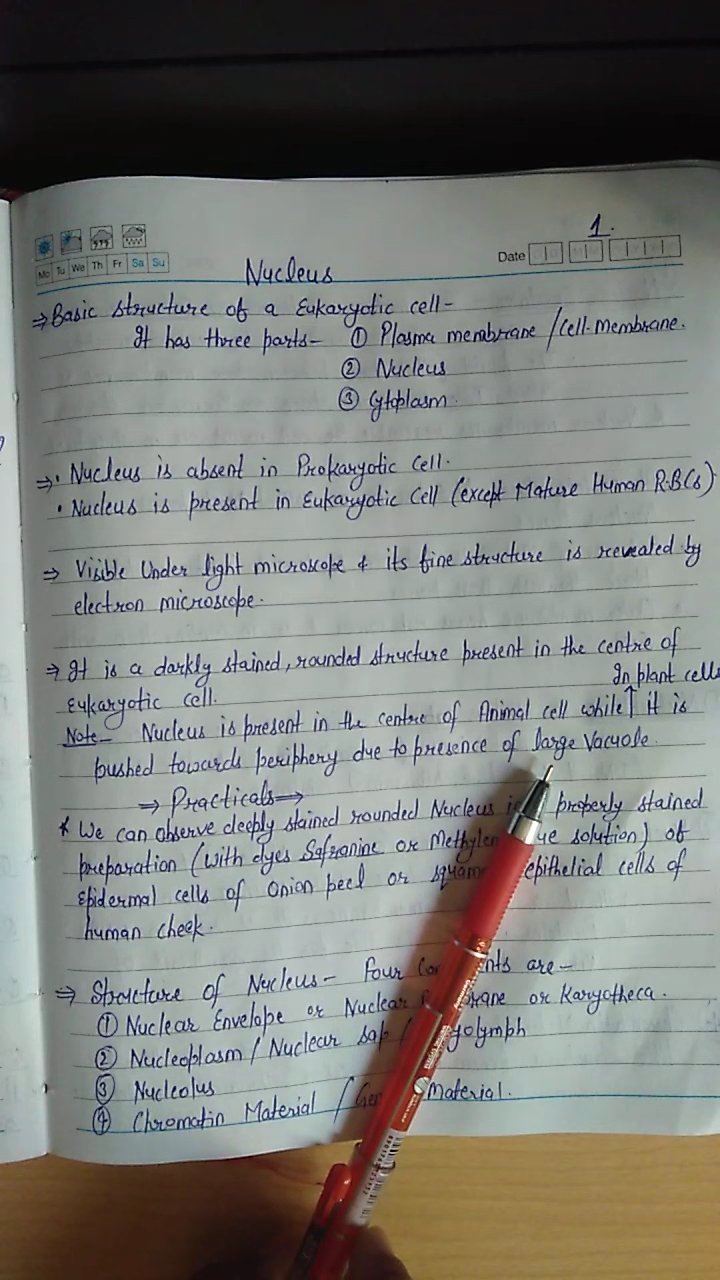 1.
Mo Tu We Th Fr Sa Su
Date
Nucleus
⇒ Basic structure of a Eukaryotic cell-
It has three parts- ① Plasma membrane /Cell-membrane.
② Nucleus
③ Cytoplasm.
⇒ • Nucleus is absent in Prokaryotic Cell.
• Nucleus is present in Eukaryotic Cell (except Mature Human R.B.Cs)
⇒ Visible Under light microscope & its fine structure is revealed by
electron microscope.
⇒ It is a darkly stained, rounded structure present in the centre of
Eukaryotic cell.
In plant cells
Note- Nucleus is present in the centre of Animal cell while ↑ it is
pushed towards periphery due to presence of large Vacuole.
⇒ Practicals →
* We can observe deeply stained rounded Nucleus properly stained
preparation (with dyes Safranine or solution) of
Epidermal cells of Onion peel or epithelial cells of
human cheek.
⇒ Structure of Nucleus- Four are-
① Nuclear Envelope or Nuclear or Karyotheca.
② Nucleoplasm / Nuclear Sap /
③ Nucleolus
④ Chromatin Material / Material.